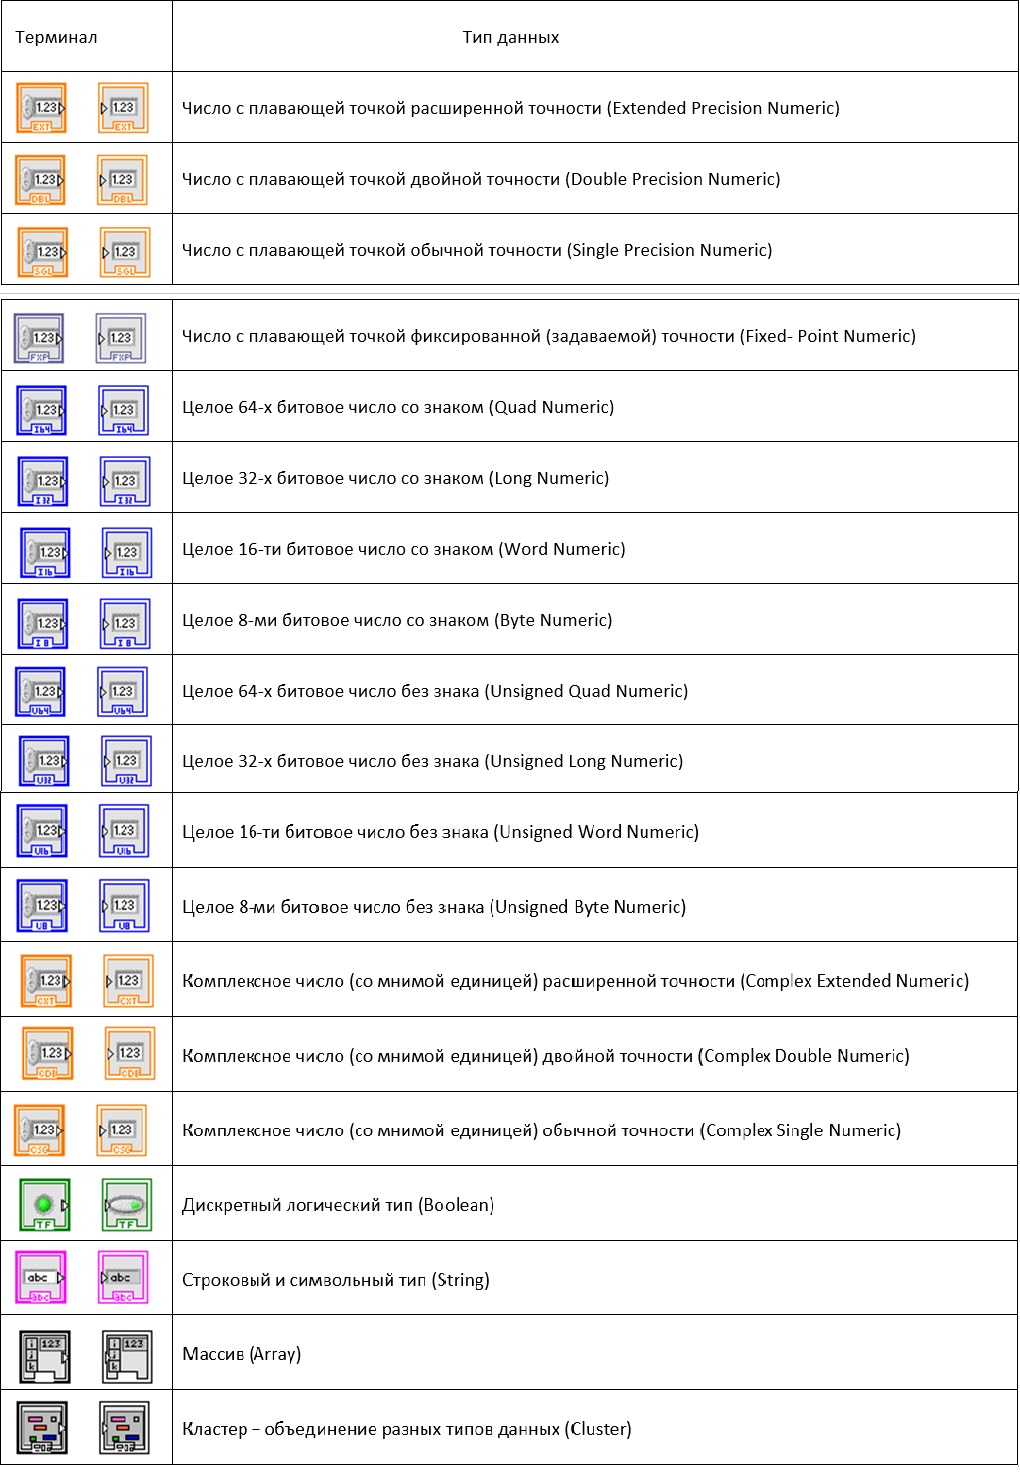 Терминал Тип данных
1.23 EXT 1.23 EXT Число с плавающей точкой расширенной точности (Extended Precision Numeric)
1.23 DBL 1.23 DBL Число с плавающей точкой двойной точности (Double Precision Numeric)
1.23 SGL 1.23 SGL Число с плавающей точкой обычной точности (Single Precision Numeric)
1.23 FXP 1.23 FXP Число с плавающей точкой фиксированной (задаваемой) точности (Fixed- Point Numeric)
1.23 I64 1.23 I64 Целое 64-х битовое число со знаком (Quad Numeric)
1.23 I32 1.23 I32 Целое 32-х битовое число со знаком (Long Numeric)
1.23 I16 1.23 I16 Целое 16-ти битовое число со знаком (Word Numeric)
1.23 I8 1.23 I8 Целое 8-ми битовое число со знаком (Byte Numeric)
1.23 U64 1.23 U64 Целое 64-х битовое число без знака (Unsigned Quad Numeric)
1.23 U32 1.23 U32 Целое 32-х битовое число без знака (Unsigned Long Numeric)
1.23 U16 1.23 U16 Целое 16-ти битовое число без знака (Unsigned Word Numeric)
1.23 U8 1.23 U8 Целое 8-ми битовое число без знака (Unsigned Byte Numeric)
1.23 CXT 1.23 CXT Комплексное число (со мнимой единицей) расширенной точности (Complex Extended Numeric)
1.23 CDB 1.23 CDB Комплексное число (со мнимой единицей) двойной точности (Complex Double Numeric)
1.23 CSG 1.23 CSG Комплексное число (со мнимой единицей) обычной точности (Complex Single Numeric)
TF TF Дискретный логический тип (Boolean)
abc abc abc abc Строковый и символьный тип (String)
i 123 j k i 123 j k Массив (Array)
Кластер – объединение разных типов данных (Cluster)